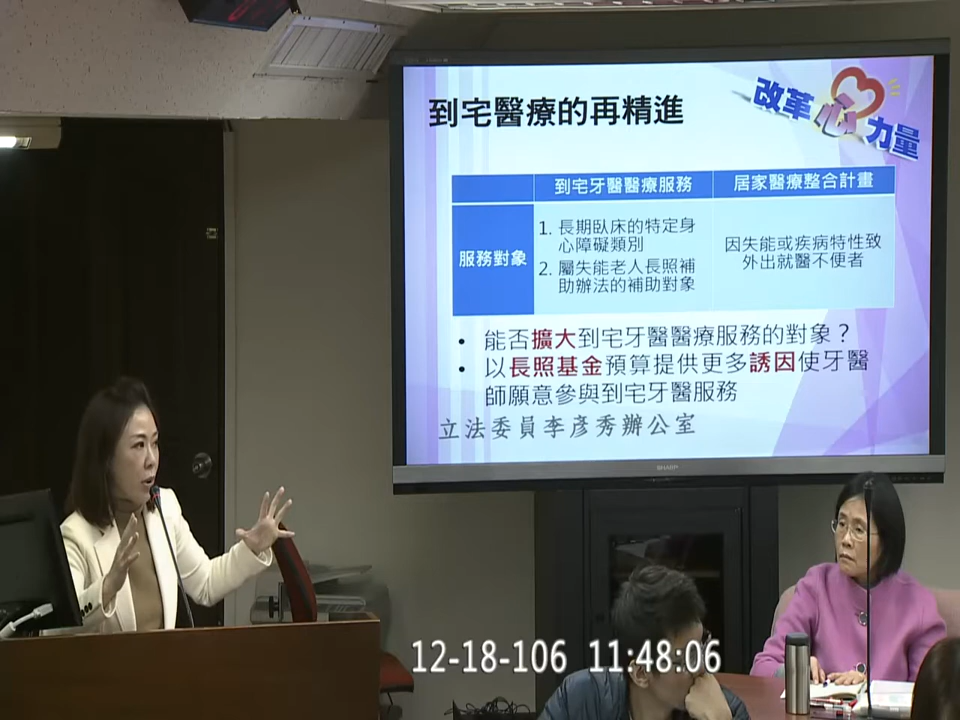 到宅醫療的再精進
改革心力量
到宅牙醫醫療服務
居家醫療整合計畫
服務對象
1. 長期臥床的特定身
心障礙類別
2. 屬失能老人長照補
助辦法的補助對象
因失能或疾病特性致
外出就醫不便者
• 能否擴大到宅牙醫醫療服務的對象？
• 以長照基金預算提供更多誘因使牙醫
師願意參與到宅牙醫服務
立法委員李彥秀辦公室
SHARP
12-18-106 11:48:06